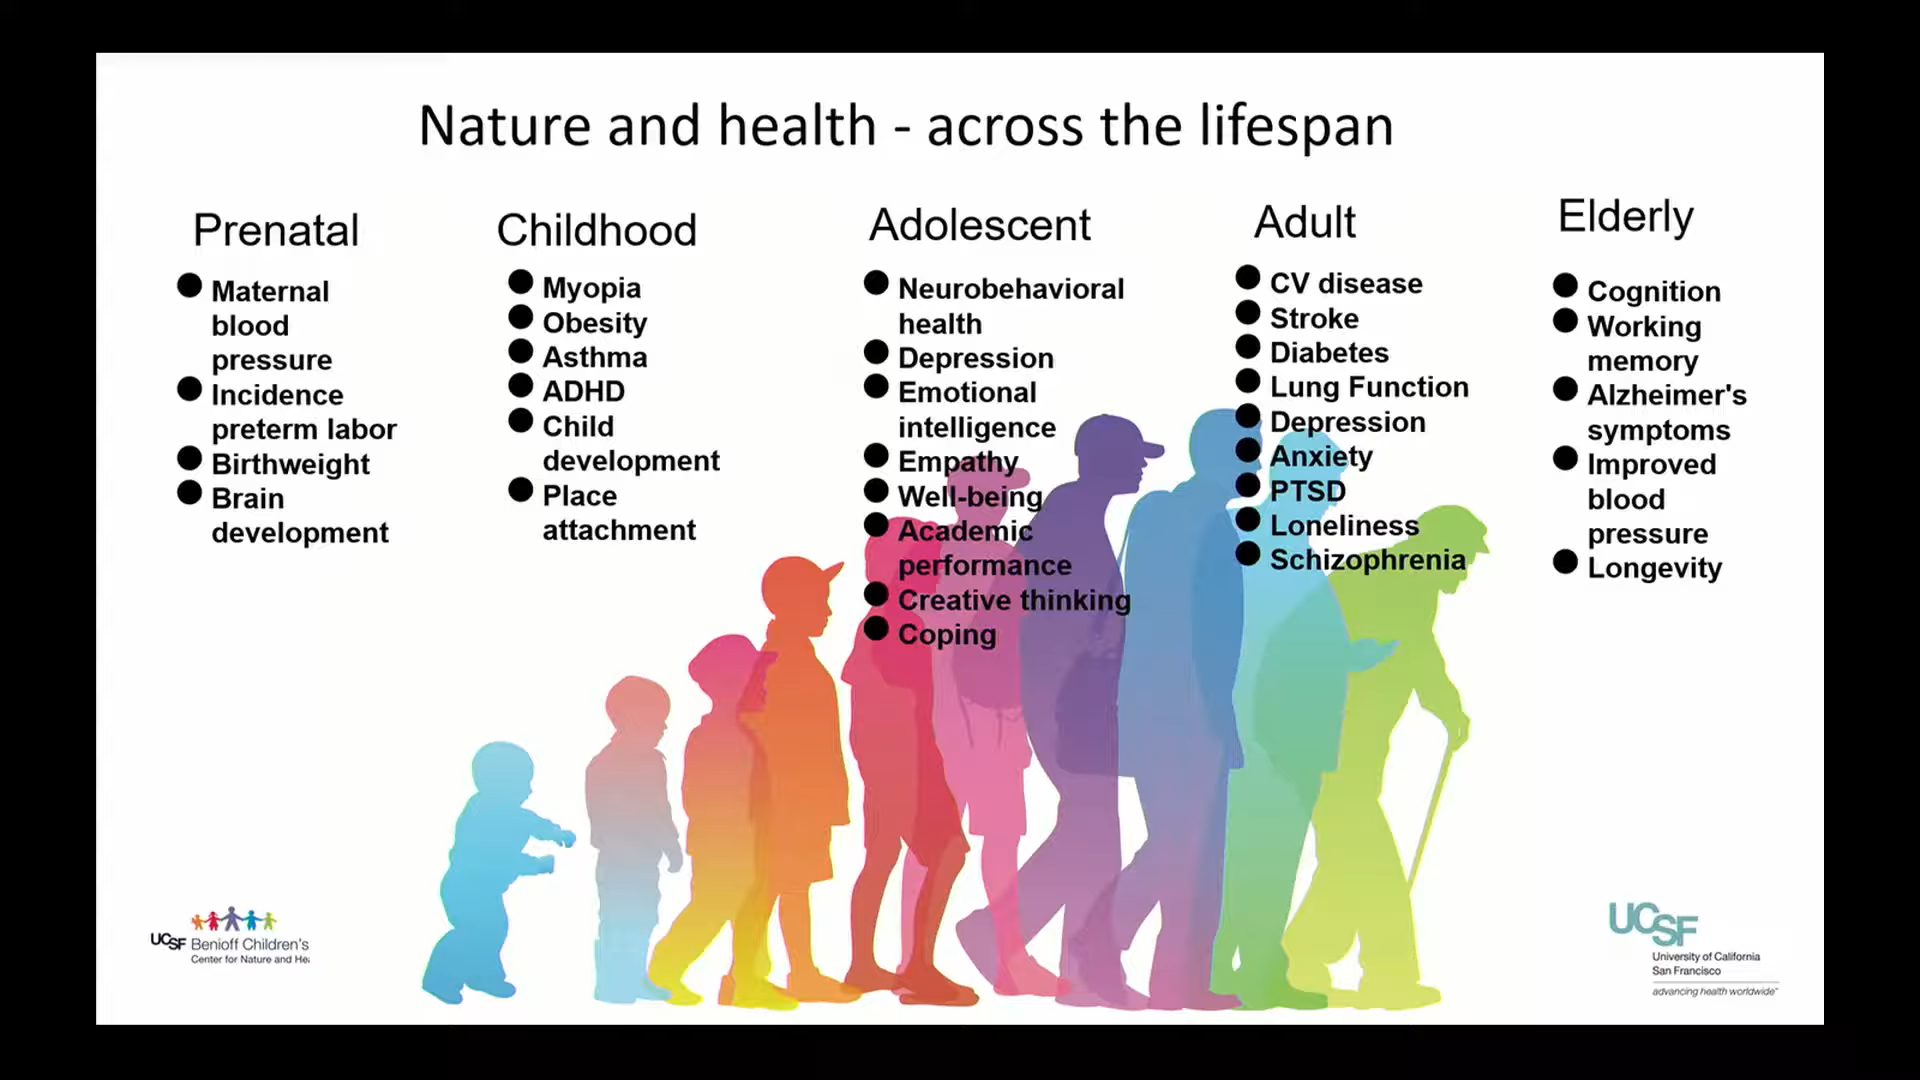 Nature and health - across the lifespan
Prenatal
Maternal
blood
pressure
Incidence
preterm labor
Birthweight
Brain
development
Childhood
Myopia
Obesity
Asthma
ADHD
Child
development
Place
attachment
Adolescent
Neurobehavioral
health
Depression
Emotional
intelligence
Empathy
Well-being
Academic
performance
Creative thinking
Coping
Adult
CV disease
Stroke
Diabetes
Lung Function
Depression
Anxiety
PTSD
Loneliness
Schizophrenia
Elderly
Cognition
Working
memory
Alzheimer's
symptoms
Improved
blood
pressure
Longevity
UCSF Benioff Children's
Center for Nature and Hea
UCSF
University of California
San Francisco
advancing health worldwide™